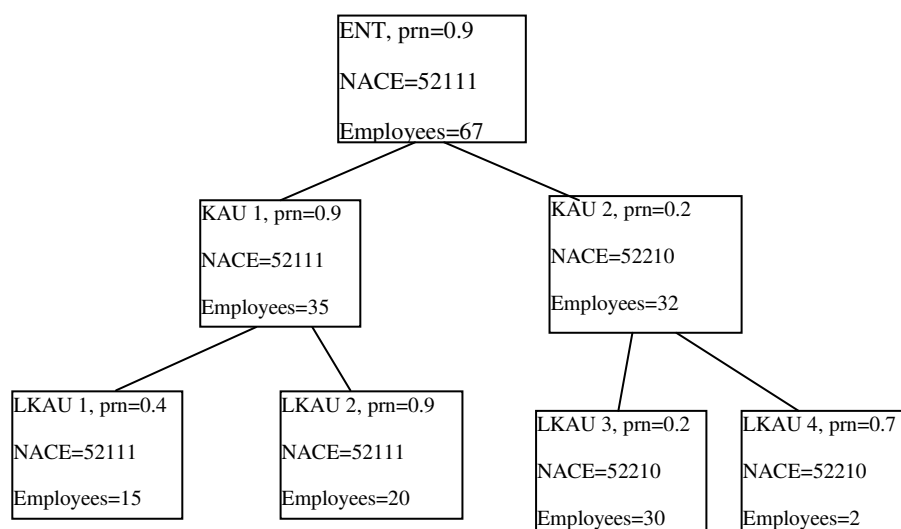 ENT, prn=0.9
NACE=52111
Employees=67
KAU 1, prn=0.9
NACE=52111
Employees=35
KAU 2, prn=0.2
NACE=52210
Employees=32
LKAU 1, prn=0.4
NACE=52111
Employees=15
LKAU 2, prn=0.9
NACE=52111
Employees=20
LKAU 3, prn=0.2
NACE=52210
Employees=30
LKAU 4, prn=0.7
NACE=52210
Employees=2